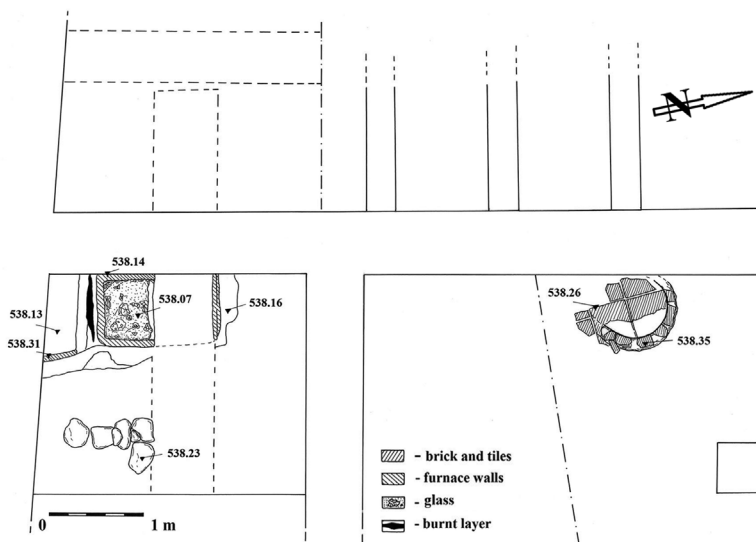 N
538.14
538.07
538.13
538.16
538.31
538.23
538.26
538.35
- brick and tiles
- furnace walls
- glass
- burnt layer
0 1 m